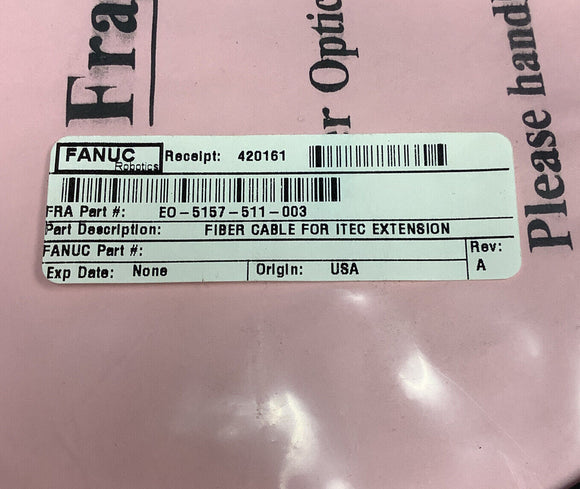 Fra
er Optic
Please handl
FANUC
Robotics
Receipt: 420161
FRA Part #: EO-5157-511-003
Part Description: FIBER CABLE FOR ITEC EXTENSION
FANUC Part #:
Rev:
A
Exp Date: None
Origin: USA